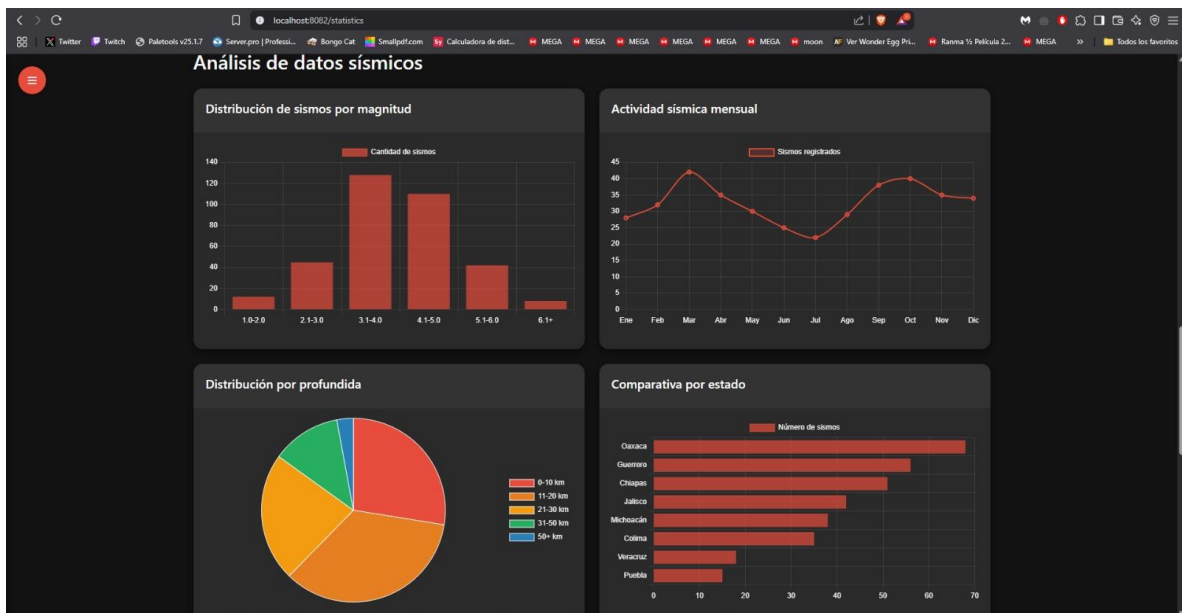 localhost:8082/statistics
Twitter Twitch Paletools v25.1.7 Server.pro | Professi... Bongo Cat Smallpdf.com Calculadora de dist... MEGA MEGA MEGA MEGA MEGA MEGA moon Ver Wonder Egg Pri... Ranma ½ Película 2... MEGA » Todos los favoritos
Análisis de datos sísmicos
Distribución de sismos por magnitud
Cantidad de sismos
140
120
100
80
60
40
20
0
1.0-2.0 2.1-3.0 3.1-4.0 4.1-5.0 5.1-6.0 6.1+
Actividad sísmica mensual
Sismos registrados
45
40
35
30
25
20
15
10
5
0
Ene Feb Mar Abr May Jun Jul Ago Sep Oct Nov Dic
Distribución por profundida
0-10 km
11-20 km
21-30 km
31-50 km
50+ km
Comparativa por estado
Número de sismos
Oaxaca
Guerrero
Chiapas
Jalisco
Michoacán
Colima
Veracruz
Puebla
0 10 20 30 40 50 60 70